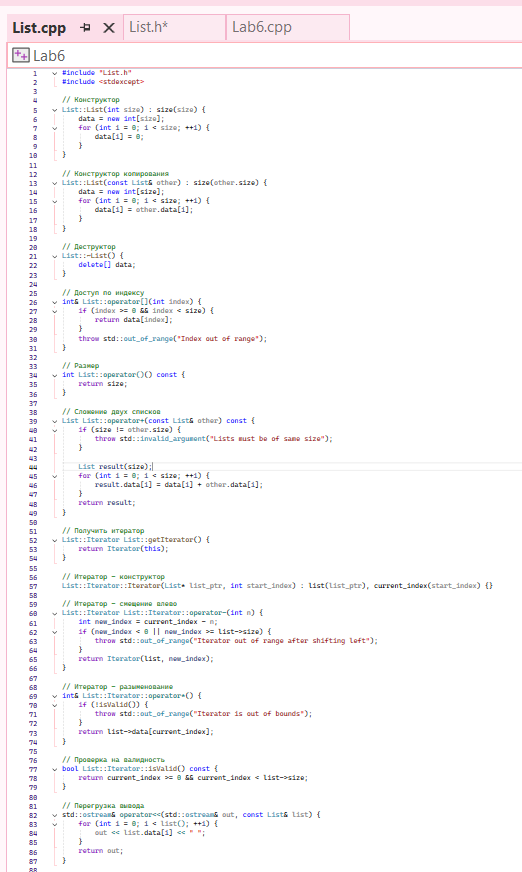 List.cpp List.h* Lab6.cpp
Lab6
1 #include "List.h"
2 #include <stdexcept>
3
4 // Конструктор
5 List::List(int size) : size(size) {
6 data = new int[size];
7 for (int i = 0; i < size; ++i) {
8 data[i] = 0;
9 }
10 }
11
12 // Конструктор копирования
13 List::List(const List& other) : size(other.size) {
14 data = new int[size];
15 for (int i = 0; i < size; ++i) {
16 data[i] = other.data[i];
17 }
18 }
19
20 // Деструктор
21 List::~List() {
22 delete[] data;
23 }
24
25 // Доступ по индексу
26 int& List::operator[](int index) {
27 if (index >= 0 && index < size) {
28 return data[index];
29 }
30 throw std::out_of_range("Index out of range");
31 }
32
33 // Размер
34 int List::operator()() const {
35 return size;
36 }
37
38 // Сложение двух списков
39 List List::operator+(const List& other) const {
40 if (size != other.size) {
41 throw std::invalid_argument("Lists must be of same size");
42 }
43
44 List result(size);
45 for (int i = 0; i < size; ++i) {
46 result.data[i] = data[i] + other.data[i];
47 }
48 return result;
49 }
50
51 // Получить итератор
52 List::Iterator List::getIterator() {
53 return Iterator(this);
54 }
55
56 // Итератор - конструктор
57 List::Iterator::Iterator(List* list_ptr, int start_index) : list(list_ptr), current_index(start_index) {}
58
59 // Итератор - смещение влево
60 List::Iterator List::Iterator::operator-(int n) {
61 int new_index = current_index - n;
62 if (new_index < 0 || new_index >= list->size) {
63 throw std::out_of_range("Iterator out of range after shifting left");
64 }
65 return Iterator(list, new_index);
66 }
67
68 // Итератор - разыменование
69 int& List::Iterator::operator*() {
70 if (!isValid()) {
71 throw std::out_of_range("Iterator is out of bounds");
72 }
73 return list->data[current_index];
74 }
75
76 // Проверка на валидность
77 bool List::Iterator::isValid() const {
78 return current_index >= 0 && current_index < list->size;
79 }
80
81 // Перегрузка вывода
82 std::ostream& operator<<(std::ostream& out, const List& list) {
83 for (int i = 0; i < list(); ++i) {
84 out << list.data[i] << " ";
85 }
86 return out;
87 }
88